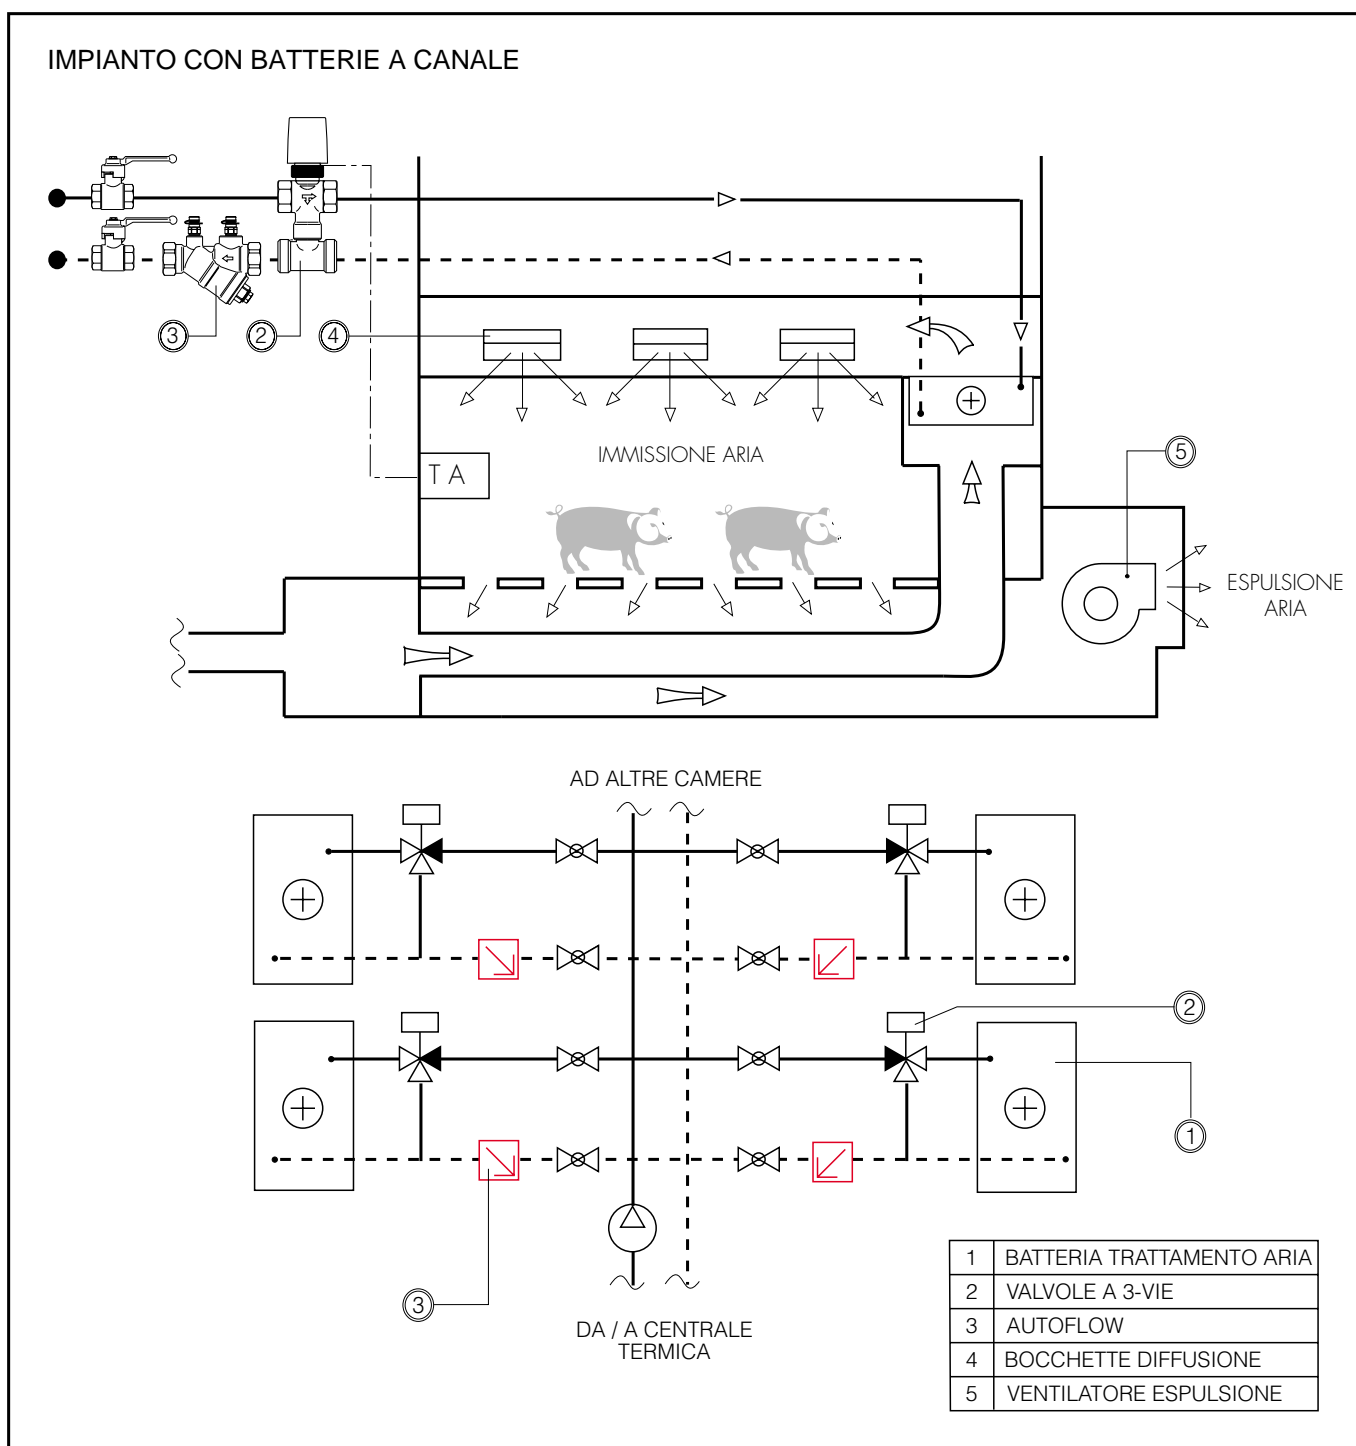 IMPIANTO CON BATTERIE A CANALE
3
2
4
IMMISSIONE ARIA
T A
5
ESPULSIONE
ARIA
AD ALTRE CAMERE
2
1
3
DA / A CENTRALE
TERMICA
1 BATTERIA TRATTAMENTO ARIA
2 VALVOLE A 3-VIE
3 AUTOFLOW
4 BOCCHETTE DIFFUSIONE
5 VENTILATORE ESPULSIONE